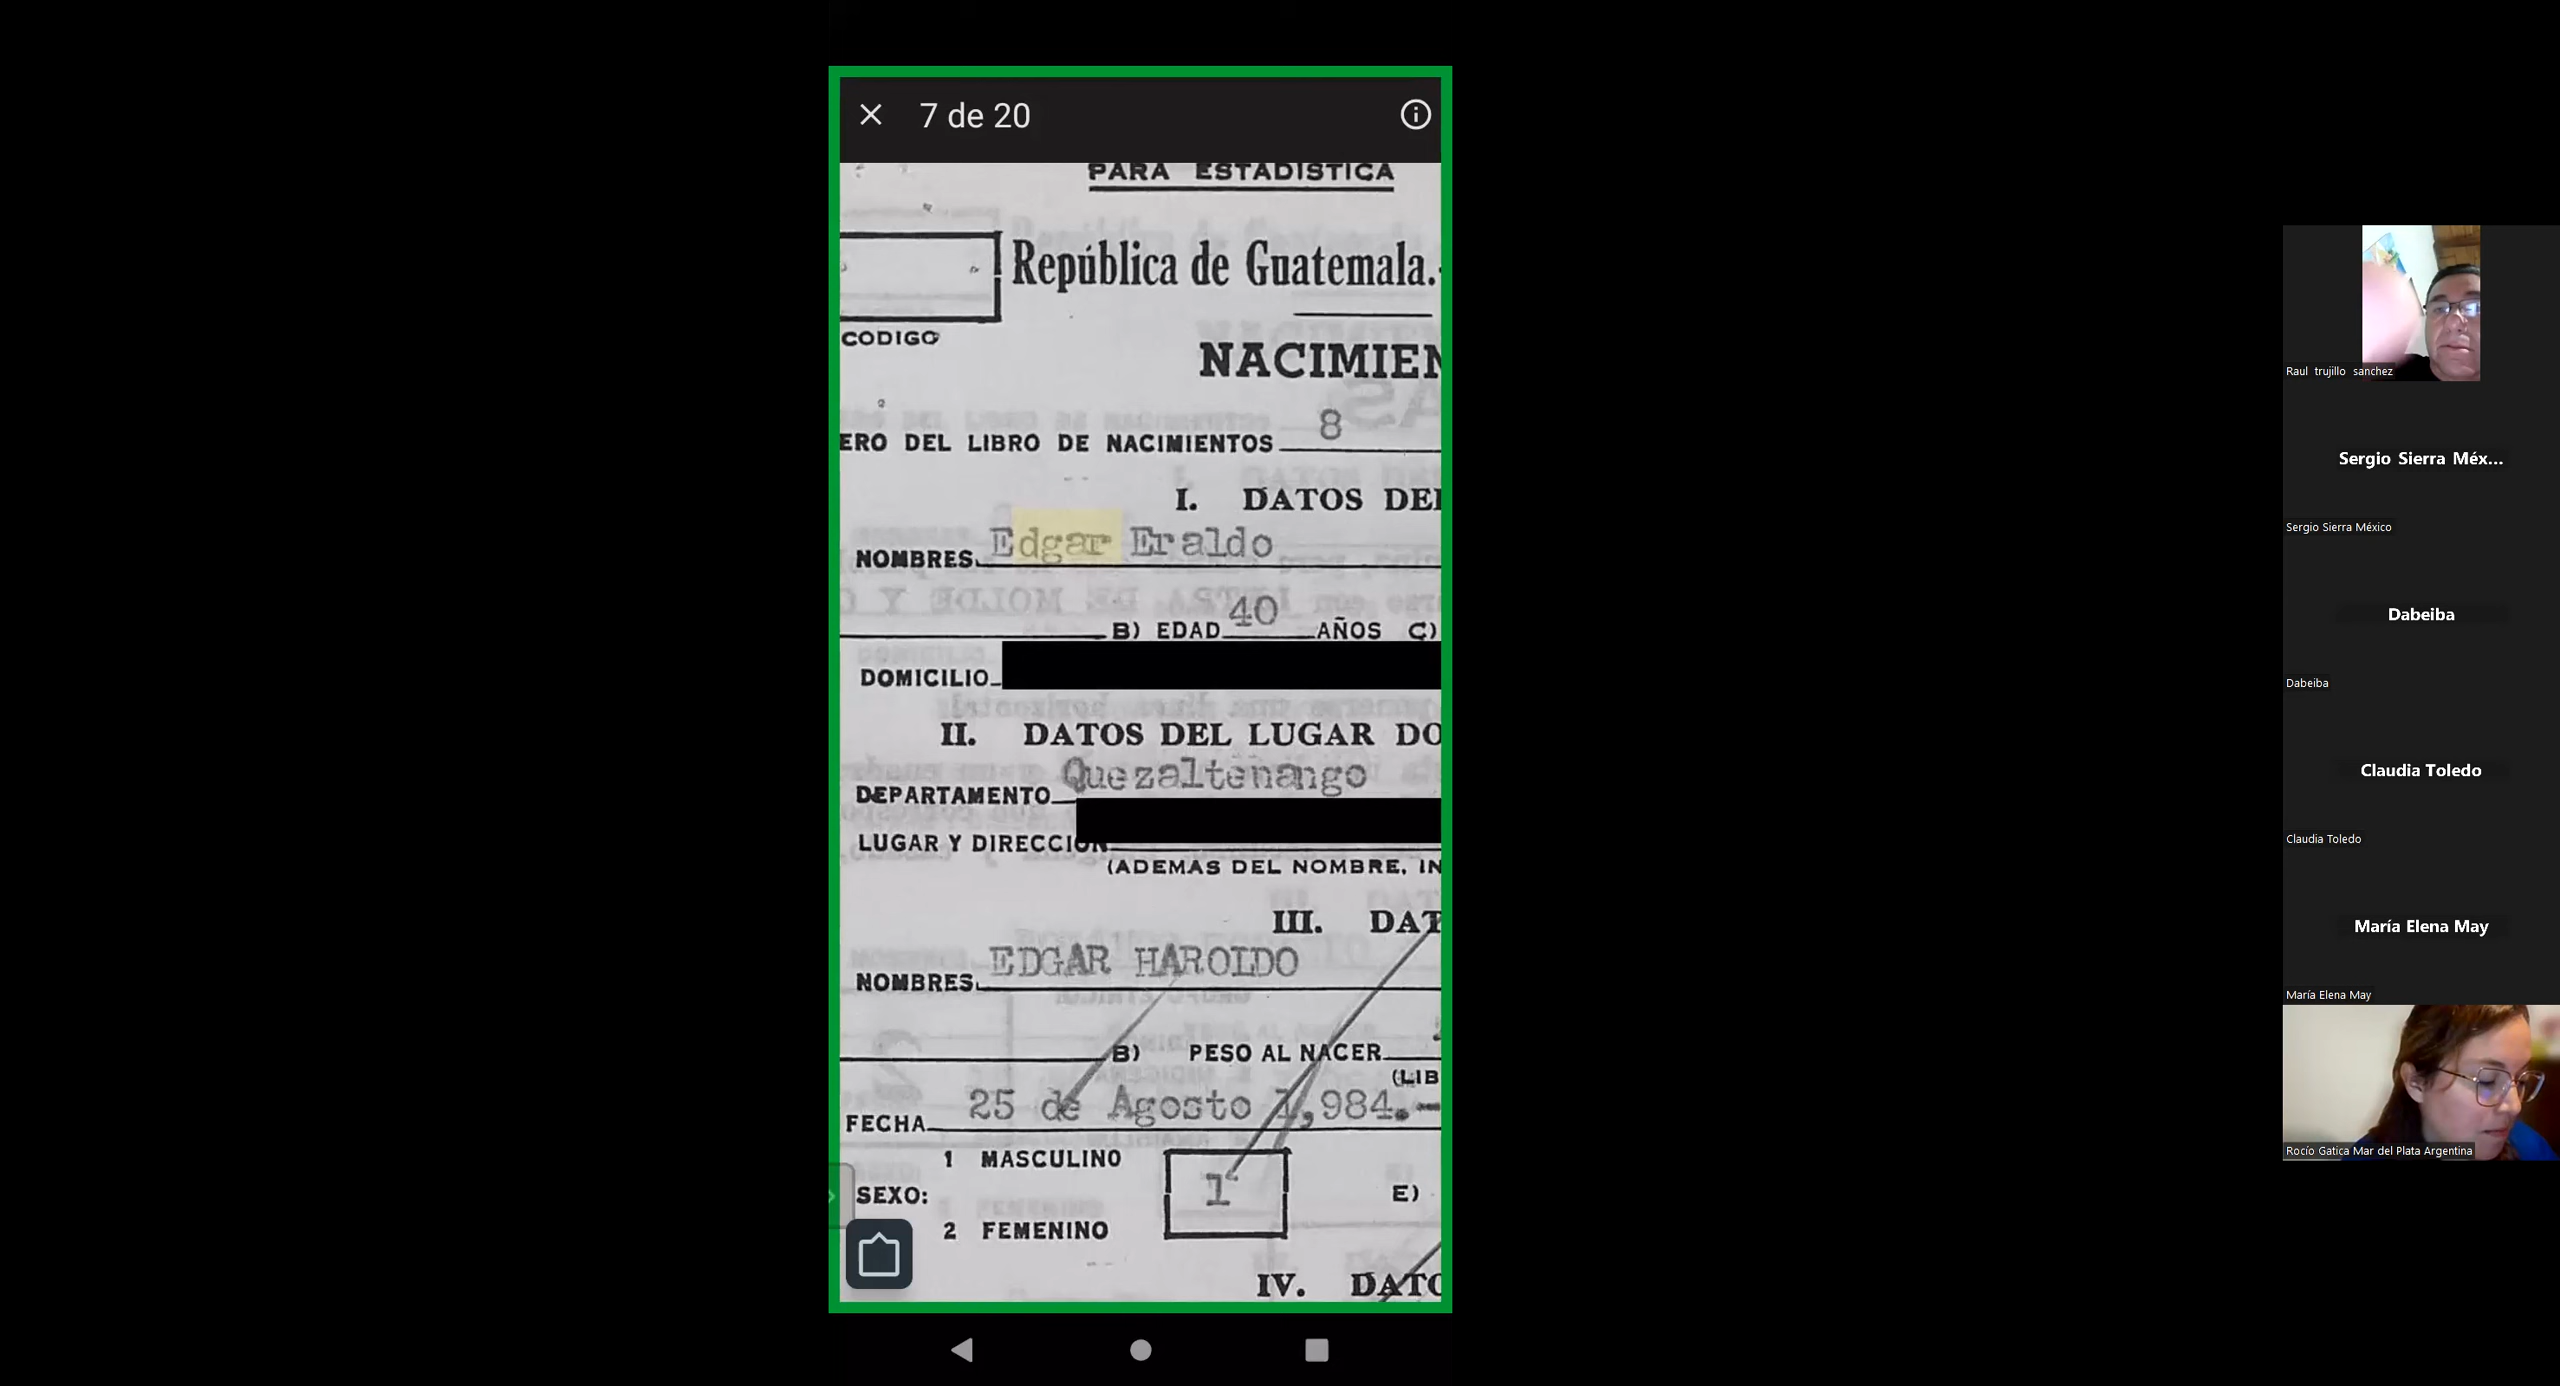 7 de 20
PARA ESTADISTICA
República de Guatemala.
CODIGO
NACIMIEN
8
ERO DEL LIBRO DE NACIMIENTOS
I. DATOS DEL
Edgar Eraldo
NOMBRES
40
B) EDAD AÑOS C)
DOMICILIO
II. DATOS DEL LUGAR DO
Quezaltenango
DEPARTAMENTO
LUGAR Y DIRECCION
(ADEMAS DEL NOMBRE, IN
III. DAT
EDGAR HAROLDO
NOMBRES
B) PESO AL NACER
(LIB
25 de Agosto 1,984.-
FECHA
1 MASCULINO
SEXO: 1 E)
2 FEMENINO
IV. DATO
Raul trujillo sanchez
Sergio Sierra Méx...
Sergio Sierra México
Dabeiba
Dabeiba
Claudia Toledo
Claudia Toledo
María Elena May
María Elena May
Rocío Gatica Mar del Plata Argentina